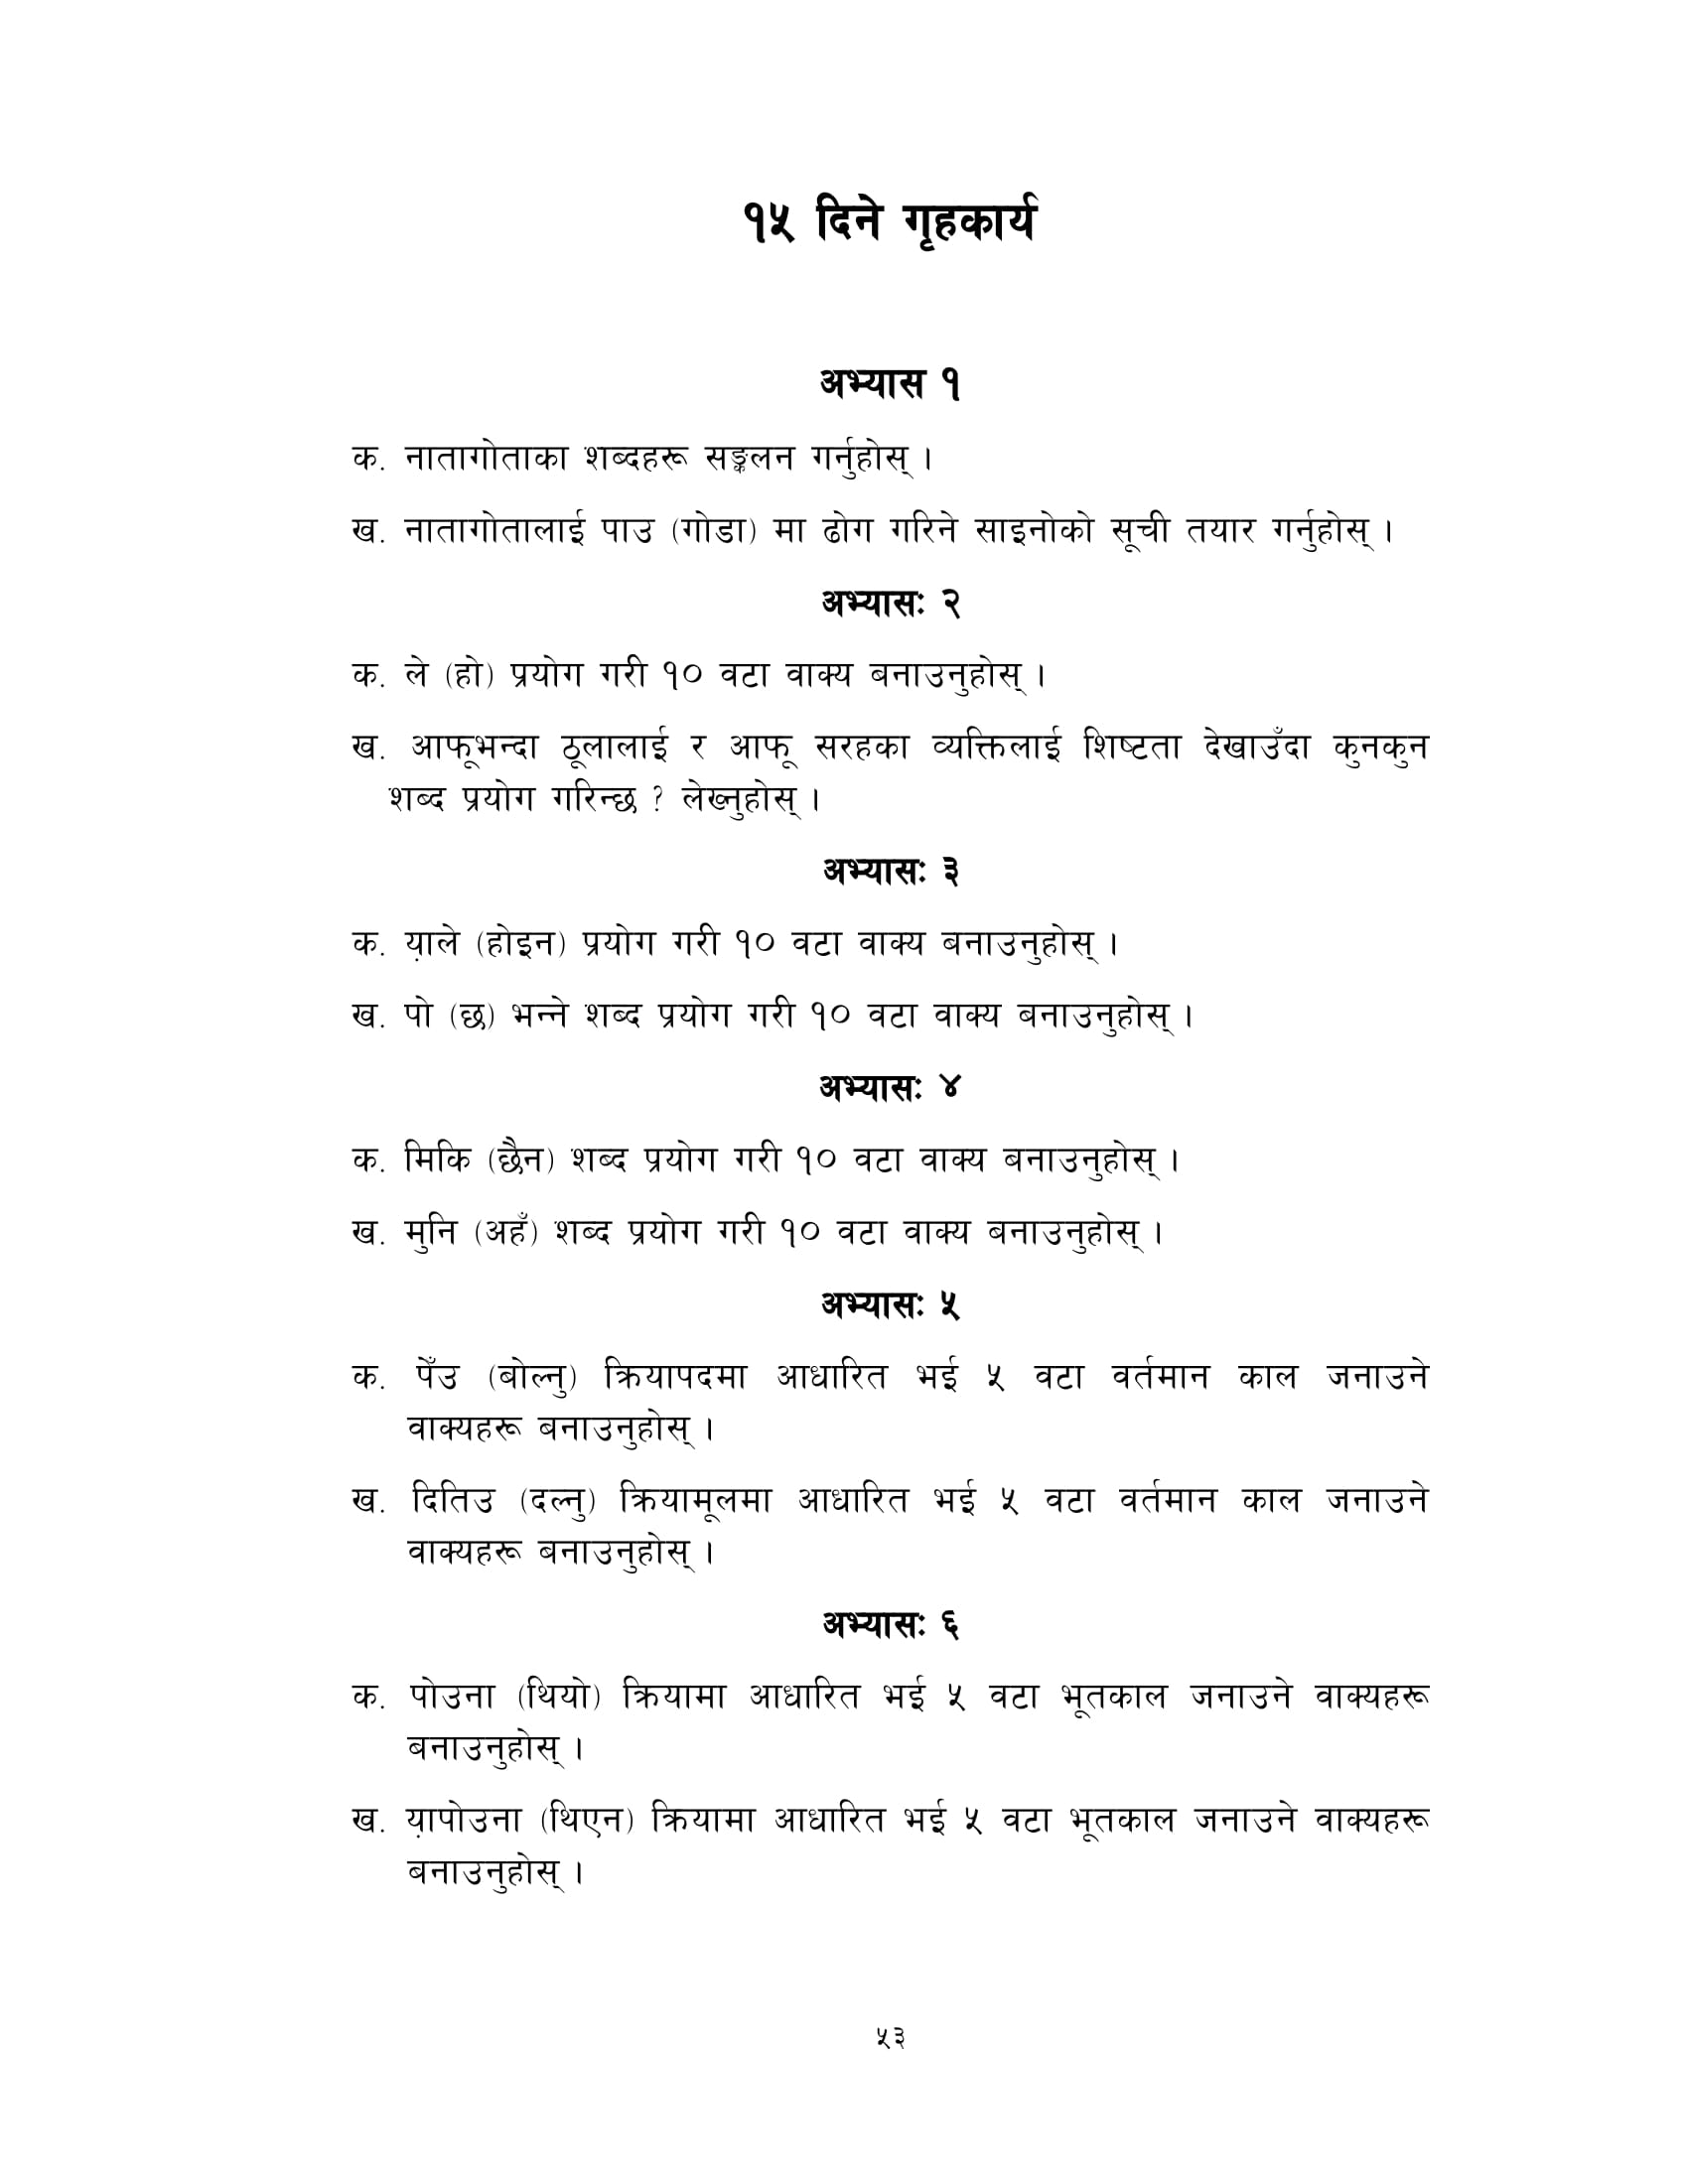 १५ दिने गृहकार्य
अभ्यास १
क. नातागोताका शब्दहरू सङ्कलन गर्नुहोस् ।
ख. नातागोतालाई पाउ (गोडा) मा ढोग गरिने साइनोको सूची तयार गर्नुहोस् ।
अभ्यासः २
क. ले (हो) प्रयोग गरी १० वटा वाक्य बनाउनुहोस् ।
ख. आफूभन्दा ठूलालाई र आफू सरहका व्यक्तिलाई शिष्टता देखाउँदा कुनकुन
शब्द प्रयोग गरिन्छ ? लेख्नुहोस् ।
अभ्यासः ३
क. य़ाले (होइन) प्रयोग गरी १० वटा वाक्य बनाउनुहोस् ।
ख. पो (छ) भन्ने शब्द प्रयोग गरी १० वटा वाक्य बनाउनुहोस् ।
अभ्यासः ४
क. मिकि (छैन) शब्द प्रयोग गरी १० वटा वाक्य बनाउनुहोस् ।
ख. मुनि (अहँ) शब्द प्रयोग गरी १० वटा वाक्य बनाउनुहोस् ।
अभ्यासः ५
क. पेँउ (बोल्नु) क्रियापदमा आधारित भई ५ वटा वर्तमान काल जनाउने
वाक्यहरू बनाउनुहोस् ।
ख. दितिउ (दल्नु) क्रियामूलमा आधारित भई ५ वटा वर्तमान काल जनाउने
वाक्यहरू बनाउनुहोस् ।
अभ्यासः ६
क. पोउना (थियो) क्रियामा आधारित भई ५ वटा भूतकाल जनाउने वाक्यहरू
बनाउनुहोस् ।
ख. य़ापोउना (थिएन) क्रियामा आधारित भई ५ वटा भूतकाल जनाउने वाक्यहरू
बनाउनुहोस् ।
५३